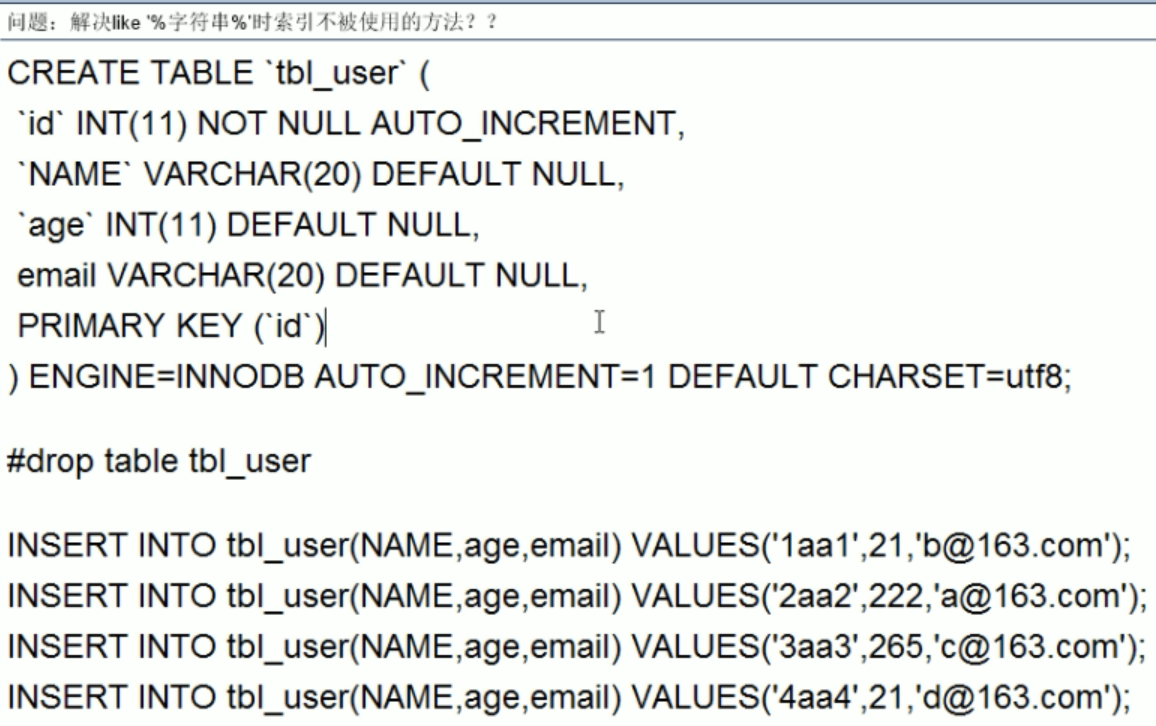 问题：解决like '%字符串%'时索引不被使用的方法？？
CREATE TABLE `tbl_user` (
`id` INT(11) NOT NULL AUTO_INCREMENT,
`NAME` VARCHAR(20) DEFAULT NULL,
`age` INT(11) DEFAULT NULL,
email VARCHAR(20) DEFAULT NULL,
PRIMARY KEY (`id`)
) ENGINE=INNODB AUTO_INCREMENT=1 DEFAULT CHARSET=utf8;
#drop table tbl_user
INSERT INTO tbl_user(NAME,age,email) VALUES('1aa1',21,'b@163.com');
INSERT INTO tbl_user(NAME,age,email) VALUES('2aa2',222,'a@163.com');
INSERT INTO tbl_user(NAME,age,email) VALUES('3aa3',265,'c@163.com');
INSERT INTO tbl_user(NAME,age,email) VALUES('4aa4',21,'d@163.com');